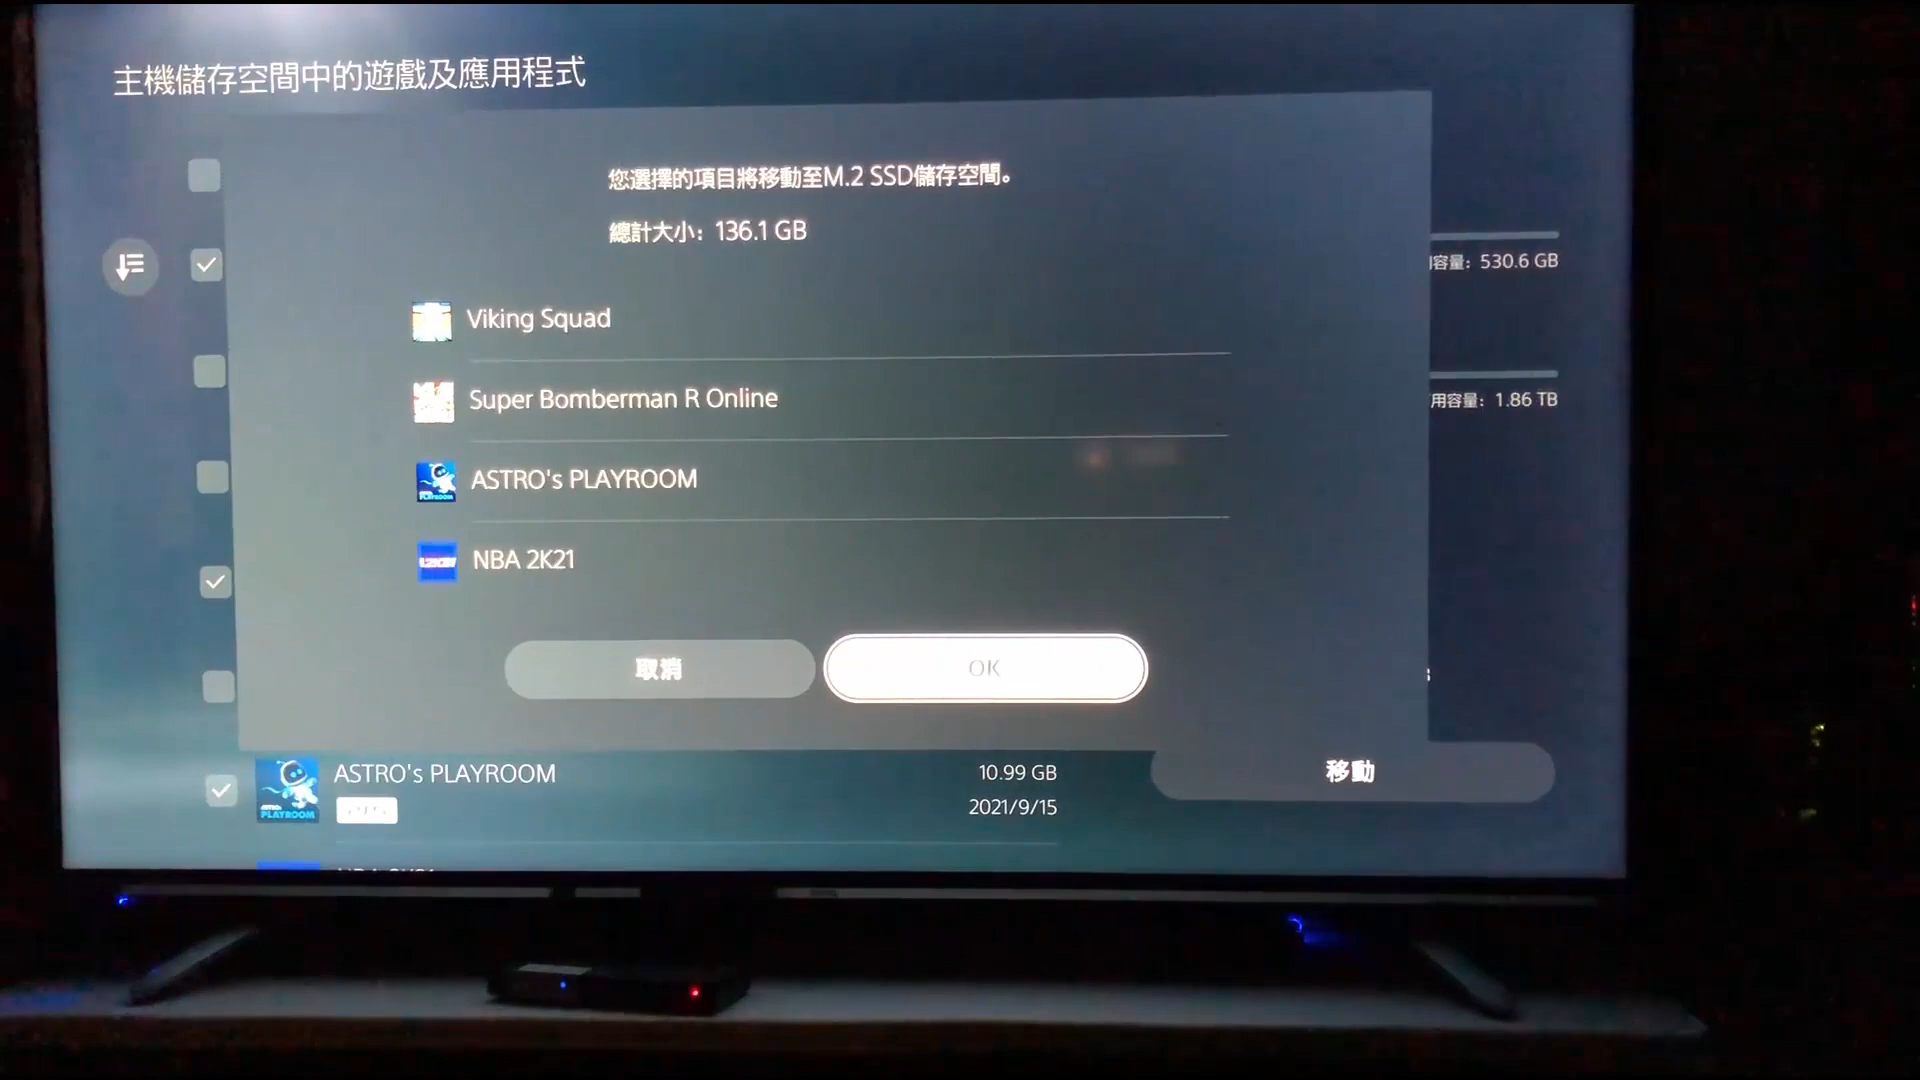 主機儲存空間中的遊戲及應用程式
您選擇的項目將移動至M.2 SSD儲存空間。
總計大小: 136.1 GB
容量: 530.6 GB
Viking Squad
Super Bomberman R Online
用容量: 1.86 TB
ASTRO's PLAYROOM
NBA 2K21
取消
OK
ASTRO's PLAYROOM
10.99 GB
2021/9/15
移動
PLAYROOM